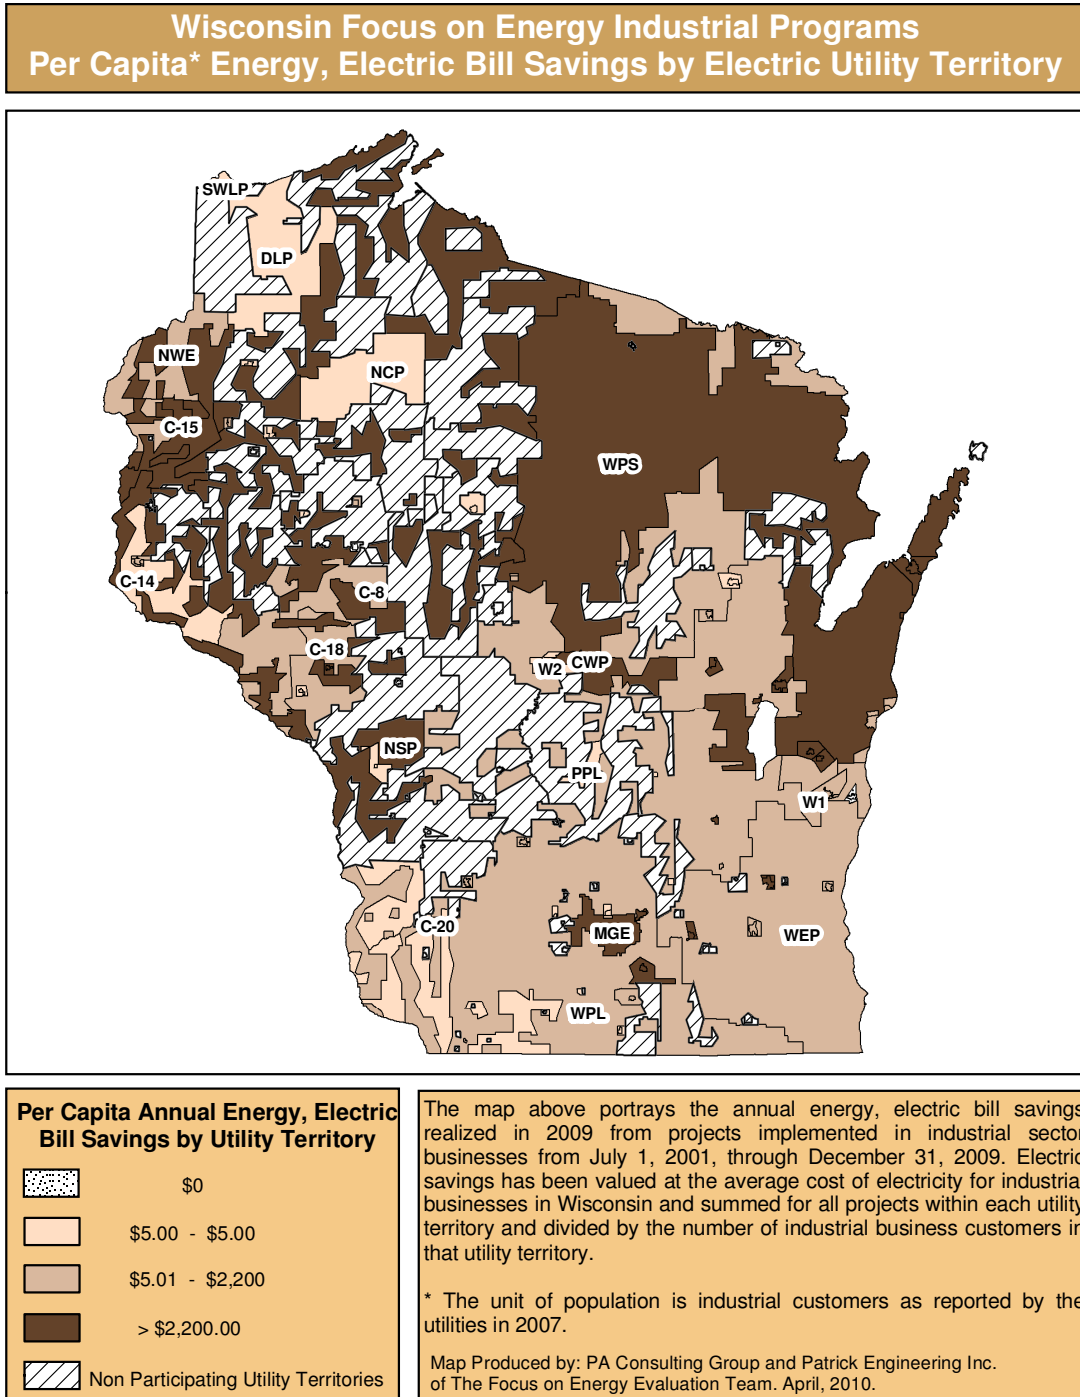 Wisconsin Focus on Energy Industrial Programs
Per Capita* Energy, Electric Bill Savings by Electric Utility Territory
SWLP
DLP
NWE
NCP
C-15
WPS
C-14
C-8
C-18
W2
CWP
NSP
PPL
W1
C-20
MGE
WEP
WPL
Per Capita Annual Energy, Electric
Bill Savings by Utility Territory
$0
$5.00 - $5.00
$5.01 - $2,200
> $2,200.00
Non Participating Utility Territories
The map above portrays the annual energy, electric bill savings
realized in 2009 from projects implemented in industrial sector
businesses from July 1, 2001, through December 31, 2009. Electric
savings has been valued at the average cost of electricity for industrial
businesses in Wisconsin and summed for all projects within each utility
territory and divided by the number of industrial business customers in
that utility territory.
* The unit of population is industrial customers as reported by the
utilities in 2007.
Map Produced by: PA Consulting Group and Patrick Engineering Inc.
of The Focus on Energy Evaluation Team. April, 2010.